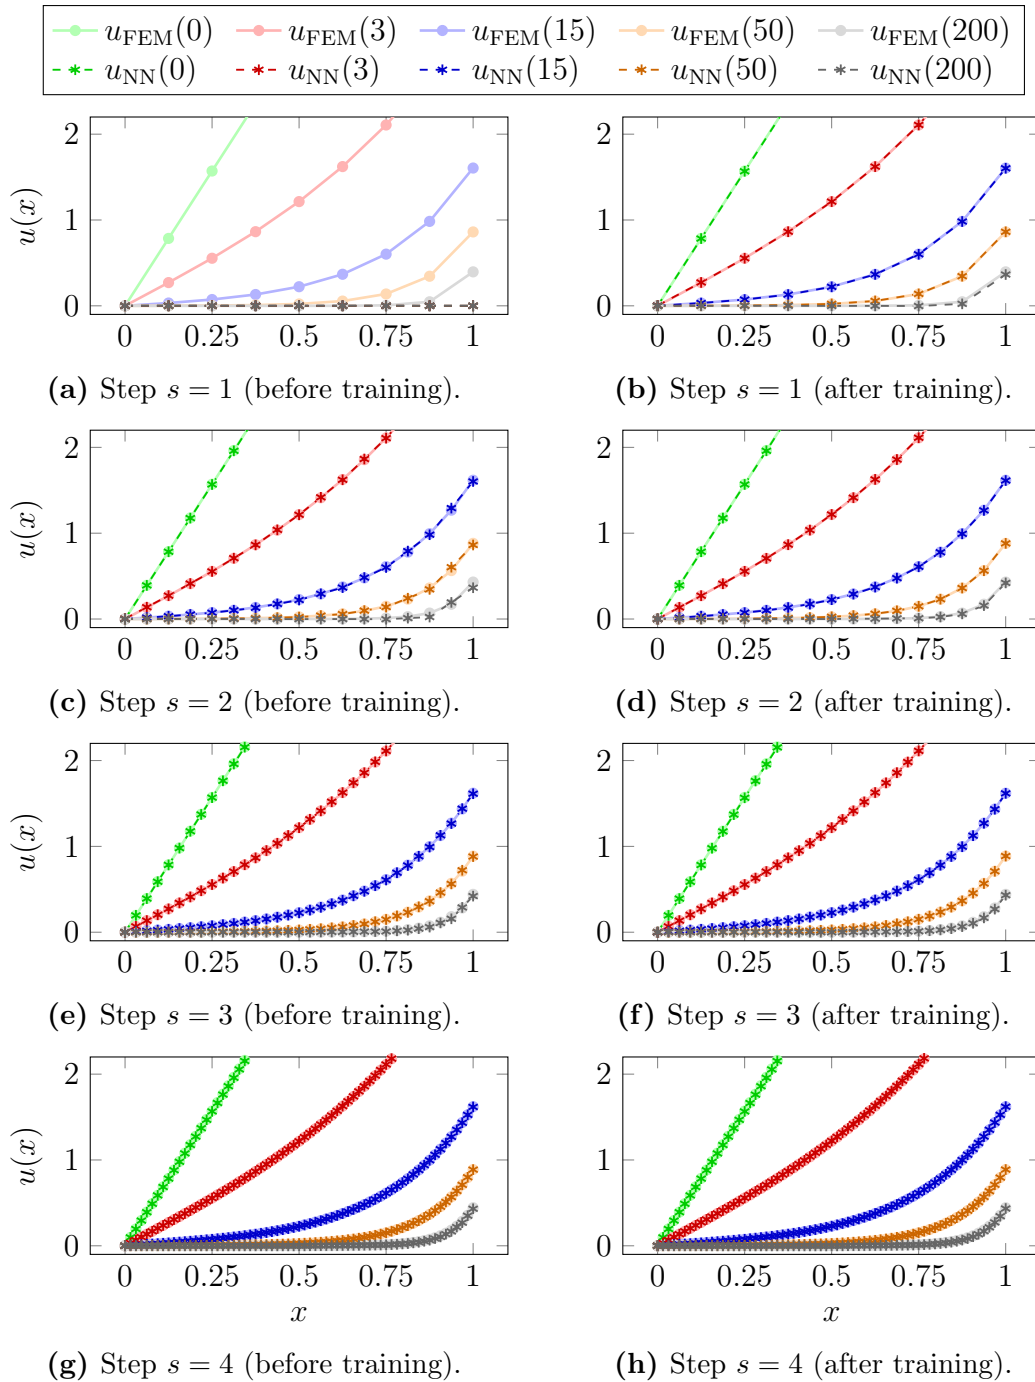 u_FEM(0) u_FEM(3) u_FEM(15) u_FEM(50) u_FEM(200)
u_NN(0) u_NN(3) u_NN(15) u_NN(50) u_NN(200)
2
1
0
u(x)
0 0.25 0.5 0.75 1
(a) Step s = 1 (before training).
2
1
0
0 0.25 0.5 0.75 1
(b) Step s = 1 (after training).
2
1
0
u(x)
0 0.25 0.5 0.75 1
(c) Step s = 2 (before training).
2
1
0
0 0.25 0.5 0.75 1
(d) Step s = 2 (after training).
2
1
0
u(x)
0 0.25 0.5 0.75 1
(e) Step s = 3 (before training).
2
1
0
0 0.25 0.5 0.75 1
(f) Step s = 3 (after training).
2
1
0
u(x)
0 0.25 0.5 0.75 1
x
(g) Step s = 4 (before training).
2
1
0
0 0.25 0.5 0.75 1
x
(h) Step s = 4 (after training).